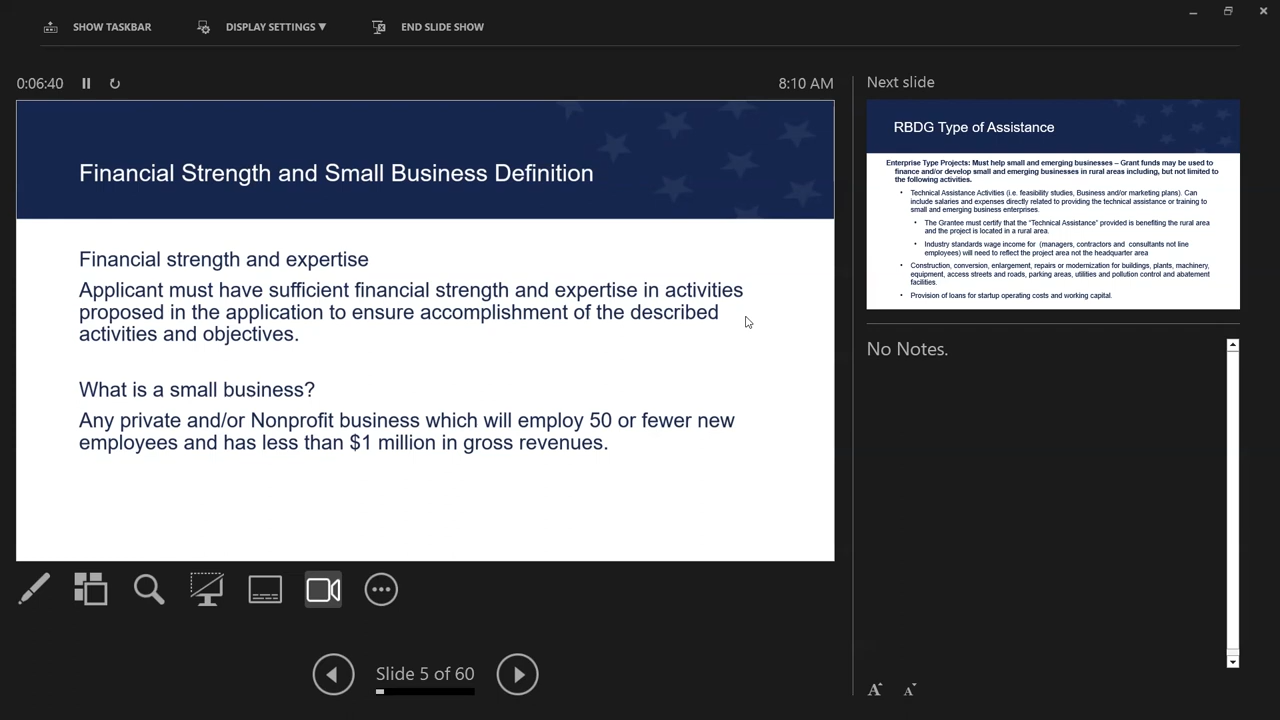 SHOW TASKBAR
DISPLAY SETTINGS ▼
END SLIDE SHOW
0:06:40
8:10 AM
Financial Strength and Small Business Definition
Financial strength and expertise
Applicant must have sufficient financial strength and expertise in activities
proposed in the application to ensure accomplishment of the described
activities and objectives.
What is a small business?
Any private and/or Nonprofit business which will employ 50 or fewer new
employees and has less than $1 million in gross revenues.
Slide 5 of 60
Next slide
RBDG Type of Assistance
Enterprise Type Projects: Must help small and emerging businesses – Grant funds may be used to
finance and/or develop small and emerging businesses in rural areas including, but not limited to
the following activities.
• Technical Assistance Activities (i.e. feasibility studies, Business and/or marketing plans). Can
include salaries and expenses directly related to providing the technical assistance or training to
small and emerging business enterprises.
• The Grantee must certify that the “Technical Assistance” provided is benefiting the rural area
and the project is located in a rural area.
• Industry standards wage income for (managers, contractors and consultants not line
employees) will need to reflect the project area not the headquarter area
• Construction, conversion, enlargement, repairs or modernization for buildings, plants, machinery,
equipment, access streets and roads, parking areas, utilities and pollution control and abatement
facilities.
• Provision of loans for startup operating costs and working capital.
No Notes.
A A